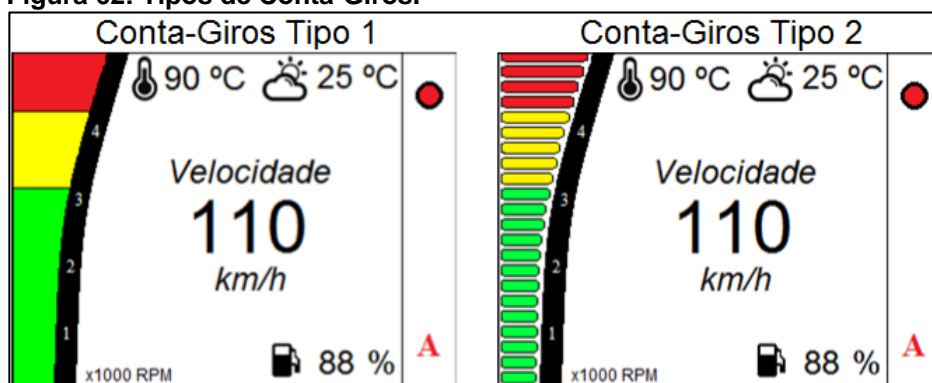 Figura 02: Tipos de Conta-Giros.
Conta-Giros Tipo 1
90 ºC 25 ºC
4
Velocidade
3
110
2
km/h
1
88 % A
x1000 RPM
Conta-Giros Tipo 2
90 ºC 25 ºC
4
Velocidade
3
110
2
km/h
1
88 % A
x1000 RPM